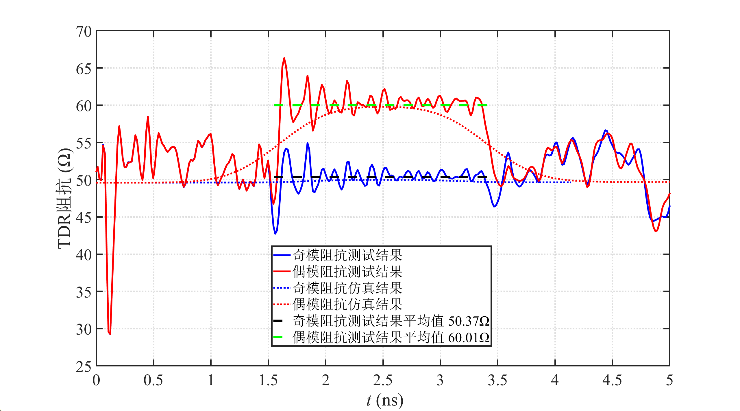 70
65
60
55
50
45
40
35
30
25
TDR阻抗 (Ω)
奇模阻抗测试结果
偶模阻抗测试结果
奇模阻抗仿真结果
偶模阻抗仿真结果
奇模阻抗测试结果平均值 50.37Ω
偶模阻抗测试结果平均值 60.01Ω
0 0.5 1 1.5 2 2.5 3 3.5 4 4.5 5
t (ns)